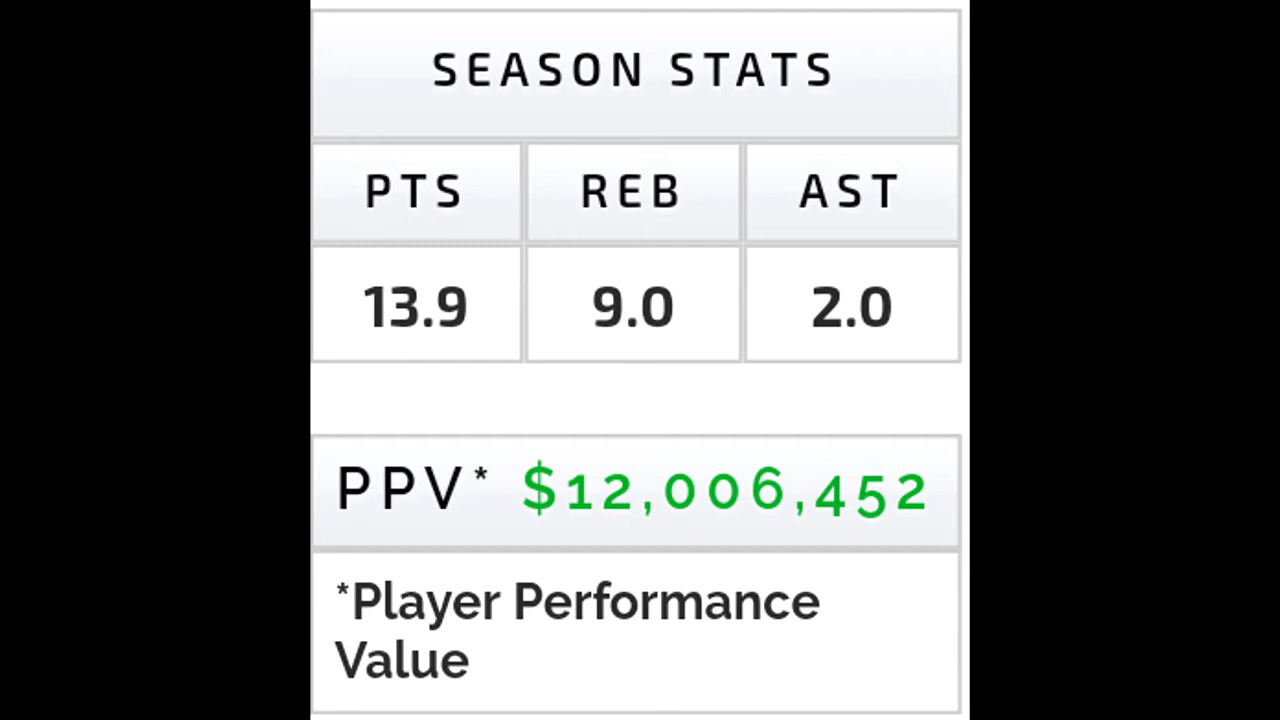 SEASON STATS
PTS REB AST
13.9 9.0 2.0
PPV* $12,006,452
*Player Performance
Value